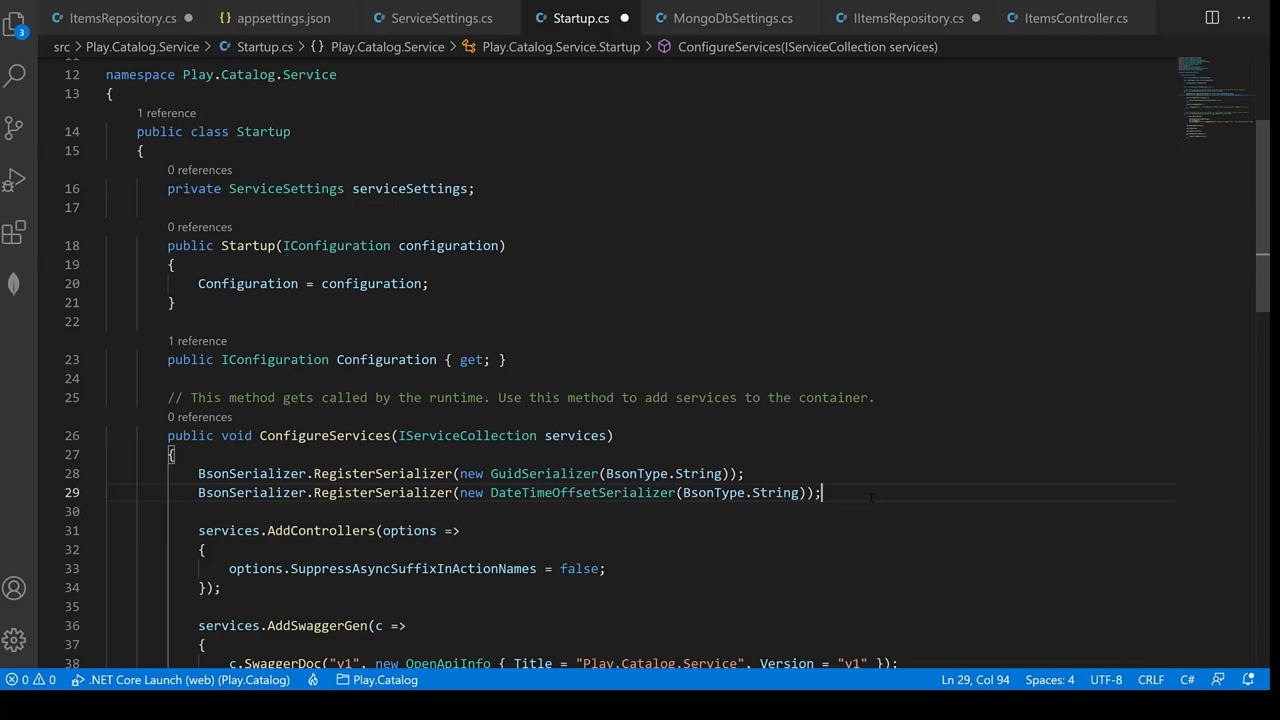 ItemsRepository.cs
appsettings.json
ServiceSettings.cs
Startup.cs
MongoDbSettings.cs
IItemsRepository.cs
ItemsController.cs
3
src > Play.Catalog.Service > Startup.cs > {} Play.Catalog.Service > Play.Catalog.Service.Startup > ConfigureServices(IServiceCollection services)
11
12 namespace Play.Catalog.Service
13 {
1 reference
14 public class Startup
15 {
0 references
16 private ServiceSettings serviceSettings;
17
0 references
18 public Startup(IConfiguration configuration)
19 {
20 Configuration = configuration;
21 }
22
1 reference
23 public IConfiguration Configuration { get; }
24
25 // This method gets called by the runtime. Use this method to add services to the container.
0 references
26 public void ConfigureServices(IServiceCollection services)
27 {
28 BsonSerializer.RegisterSerializer(new GuidSerializer(BsonType.String));
29 BsonSerializer.RegisterSerializer(new DateTimeOffsetSerializer(BsonType.String));
30
31 services.AddControllers(options =>
32 {
33 options.SuppressAsyncSuffixInActionNames = false;
34 });
35
36 services.AddSwaggerGen(c =>
37 {
38 c.SwaggerDoc("v1", new OpenApiInfo { Title = "Play.Catalog.Service", Version = "v1" });
0 0 .NET Core Launch (web) (Play.Catalog) Play.Catalog Ln 29, Col 94 Spaces: 4 UTF-8 CRLF C#